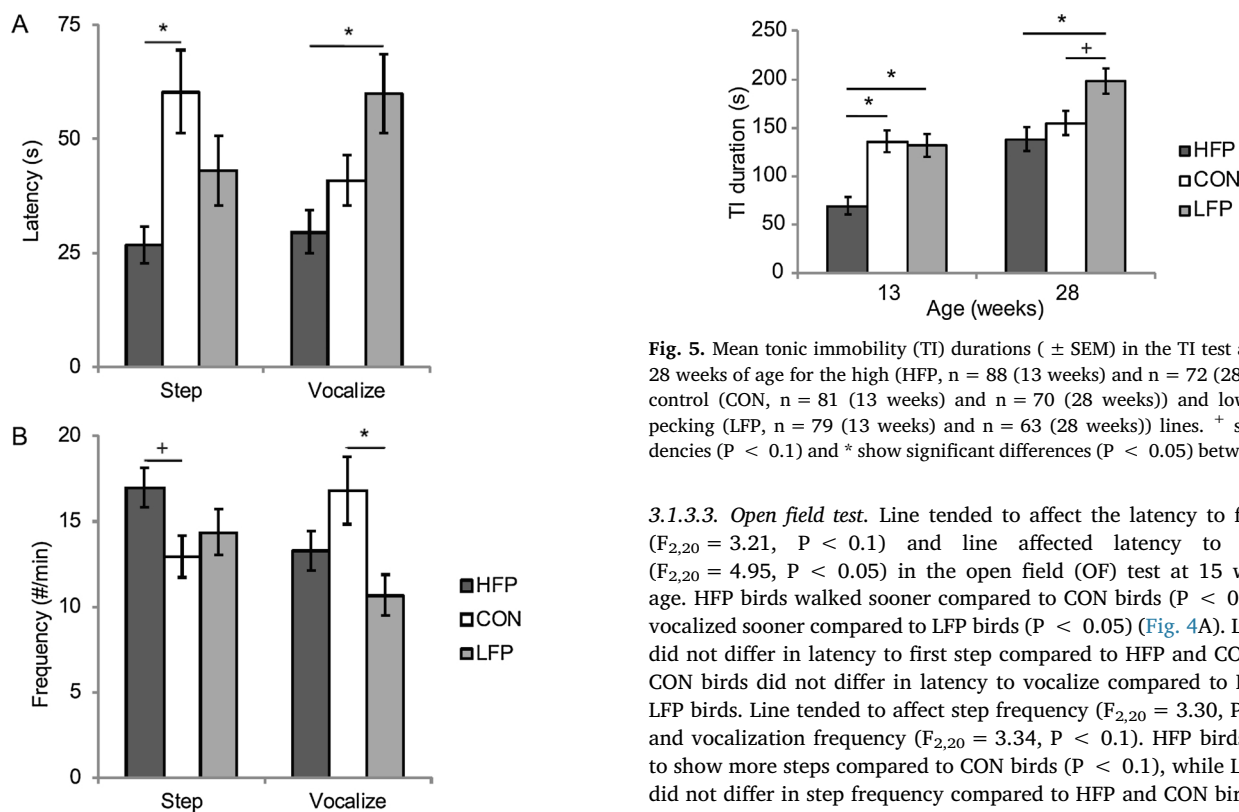 A
75
50
25
0
Latency (s)
*
*
Step
Vocalize
B
20
15
10
5
0
Frequency (#/min)
+
*
HFP
CON
LFP
Step
Vocalize
250
200
150
100
50
0
TI duration (s)
*
*
*
+
HFP
CON
LFP
13
28
Age (weeks)
Fig. 5. Mean tonic immobility (TI) durations ( ± SEM) in the TI test
28 weeks of age for the high (HFP, n = 88 (13 weeks) and n = 72 (28
control (CON, n = 81 (13 weeks) and n = 70 (28 weeks)) and low
pecking (LFP, n = 79 (13 weeks) and n = 63 (28 weeks)) lines. + s
dencies (P < 0.1) and * show significant differences (P < 0.05) betw
3.1.3.3. Open field test. Line tended to affect the latency to f
(F2,20 = 3.21, P < 0.1) and line affected latency to
(F2,20 = 4.95, P < 0.05) in the open field (OF) test at 15 w
age. HFP birds walked sooner compared to CON birds (P < 0
vocalized sooner compared to LFP birds (P < 0.05) (Fig. 4A). L
did not differ in latency to first step compared to HFP and CO
CON birds did not differ in latency to vocalize compared to
LFP birds. Line tended to affect step frequency (F2,20 = 3.30, P
and vocalization frequency (F2,20 = 3.34, P < 0.1). HFP birds
to show more steps compared to CON birds (P < 0.1), while L
did not differ in step frequency compared to HFP and CON bir